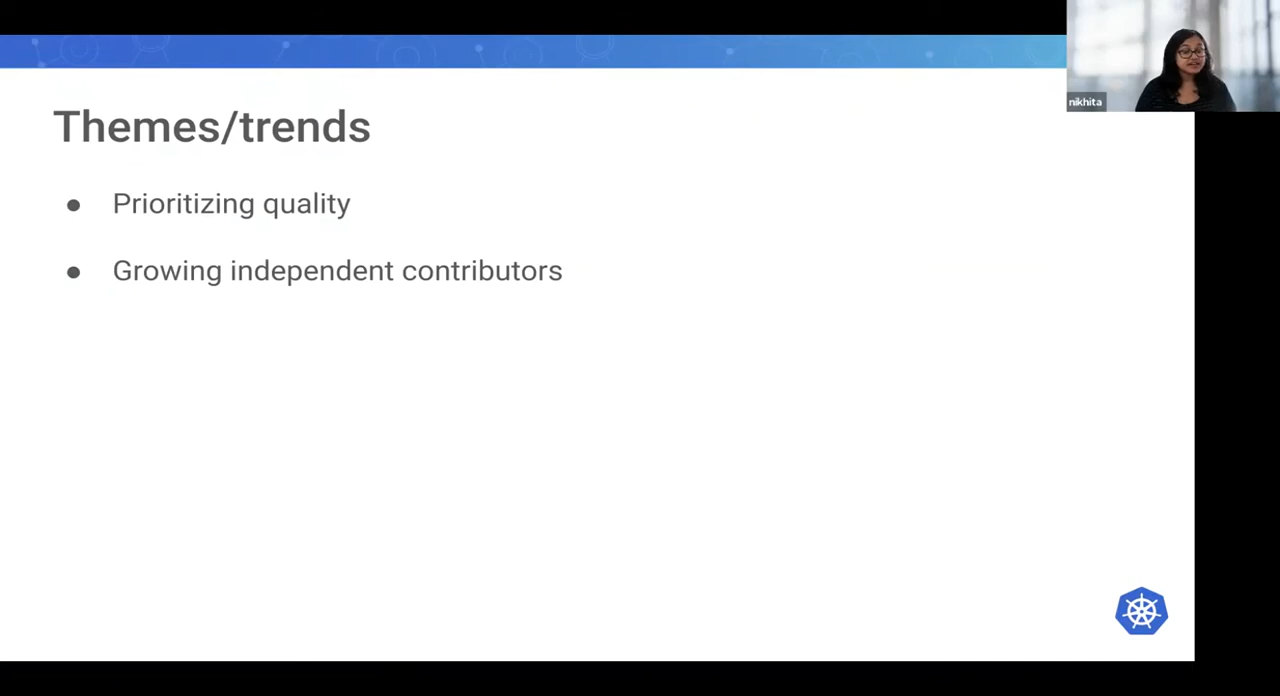 nikhita
Themes/trends
● Prioritizing quality
● Growing independent contributors